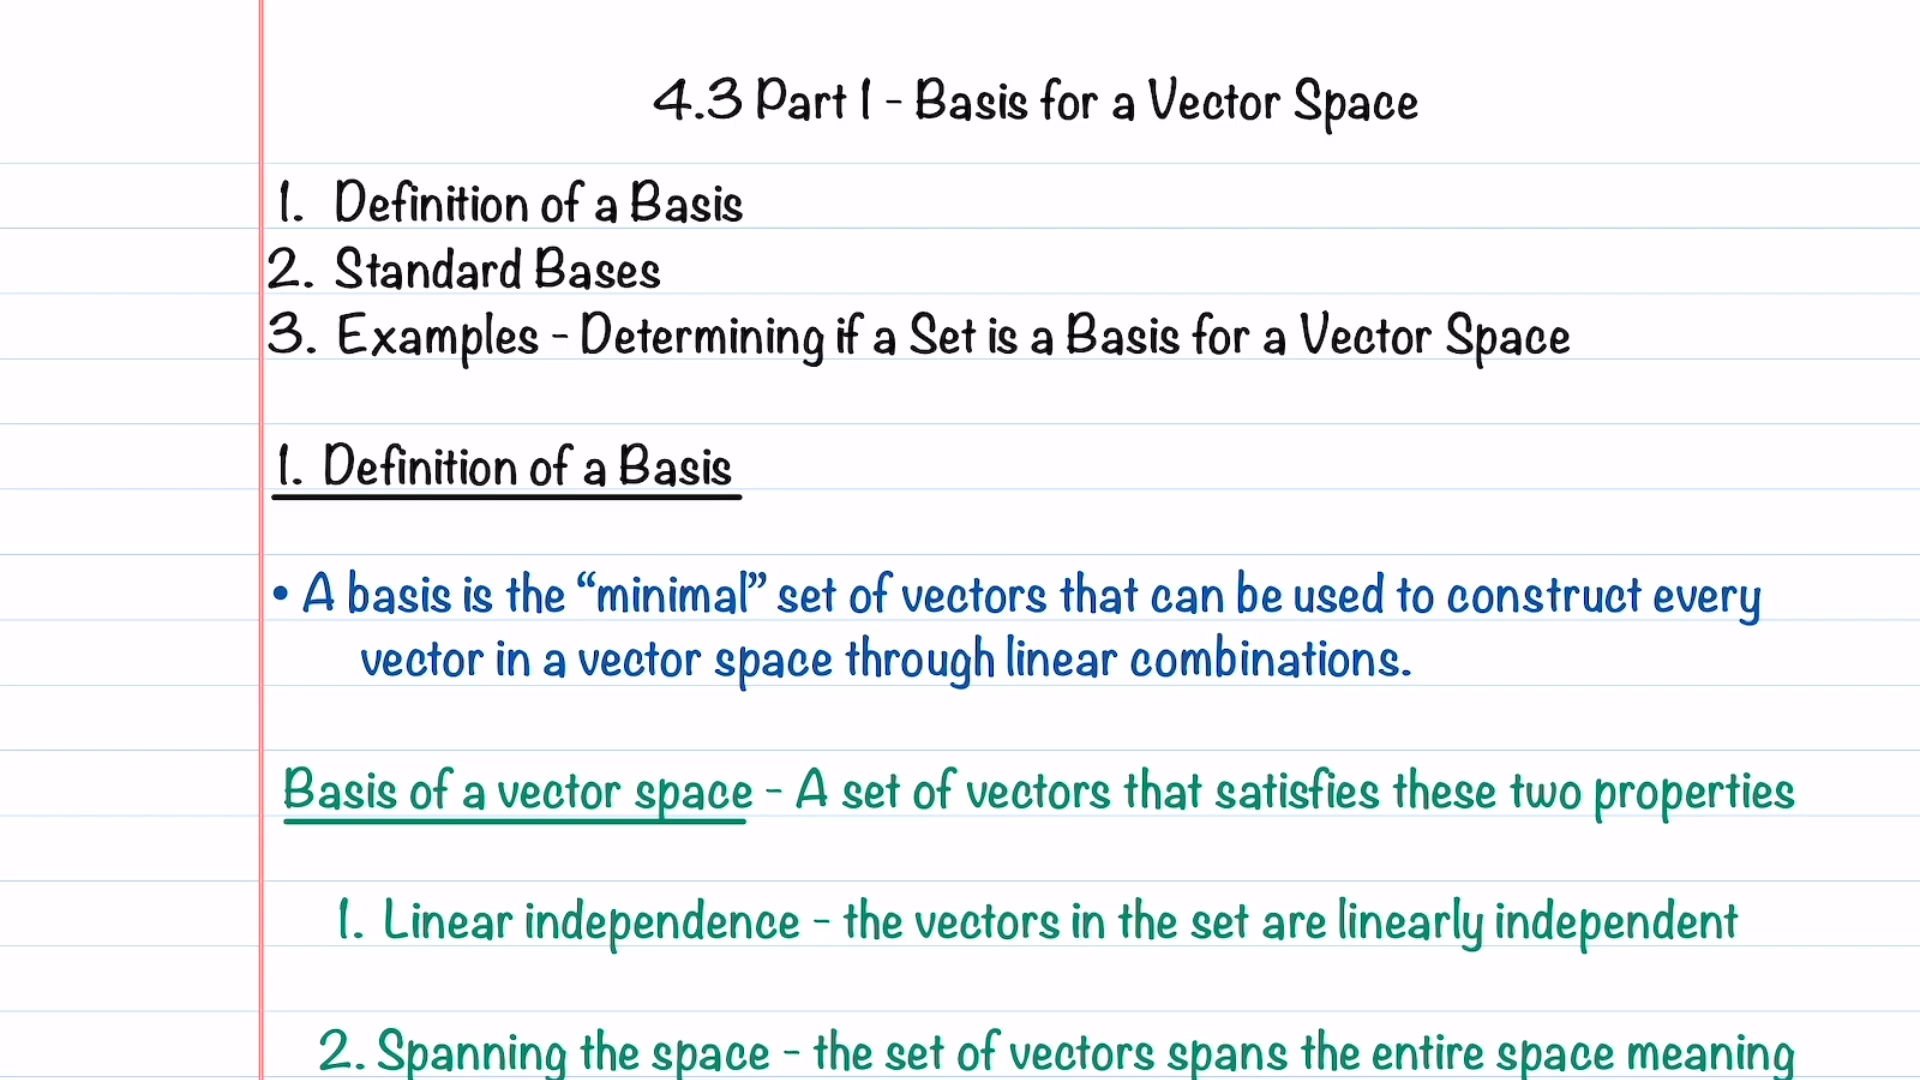 4.3 Part 1 - Basis for a Vector Space
1. Definition of a Basis
2. Standard Bases
3. Examples - Determining if a Set is a Basis for a Vector Space
1. Definition of a Basis
• A basis is the “minimal” set of vectors that can be used to construct every
vector in a vector space through linear combinations.
Basis of a vector space - A set of vectors that satisfies these two properties
1. Linear independence - the vectors in the set are linearly independent
2. Spanning the space - the set of vectors spans the entire space meaning